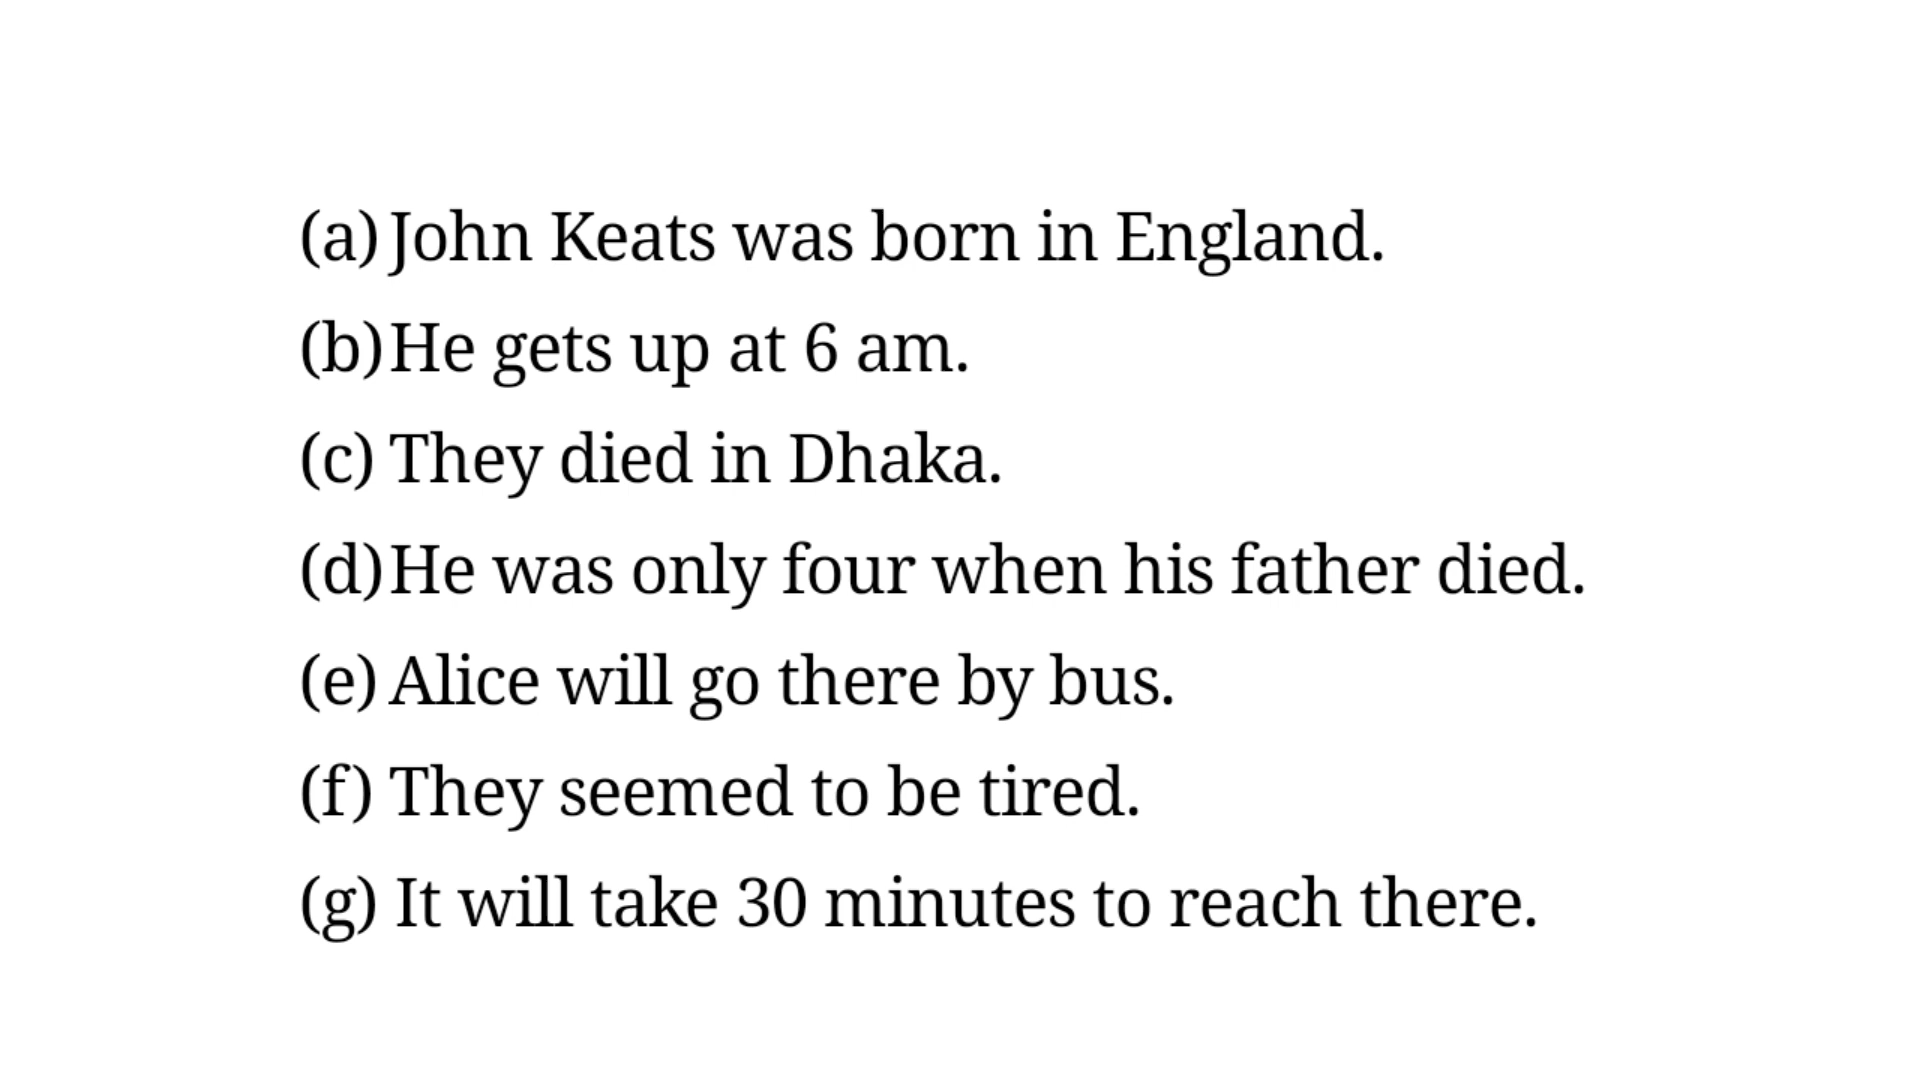 (a) John Keats was born in England.
(b) He gets up at 6 am.
(c) They died in Dhaka.
(d) He was only four when his father died.
(e) Alice will go there by bus.
(f) They seemed to be tired.
(g) It will take 30 minutes to reach there.